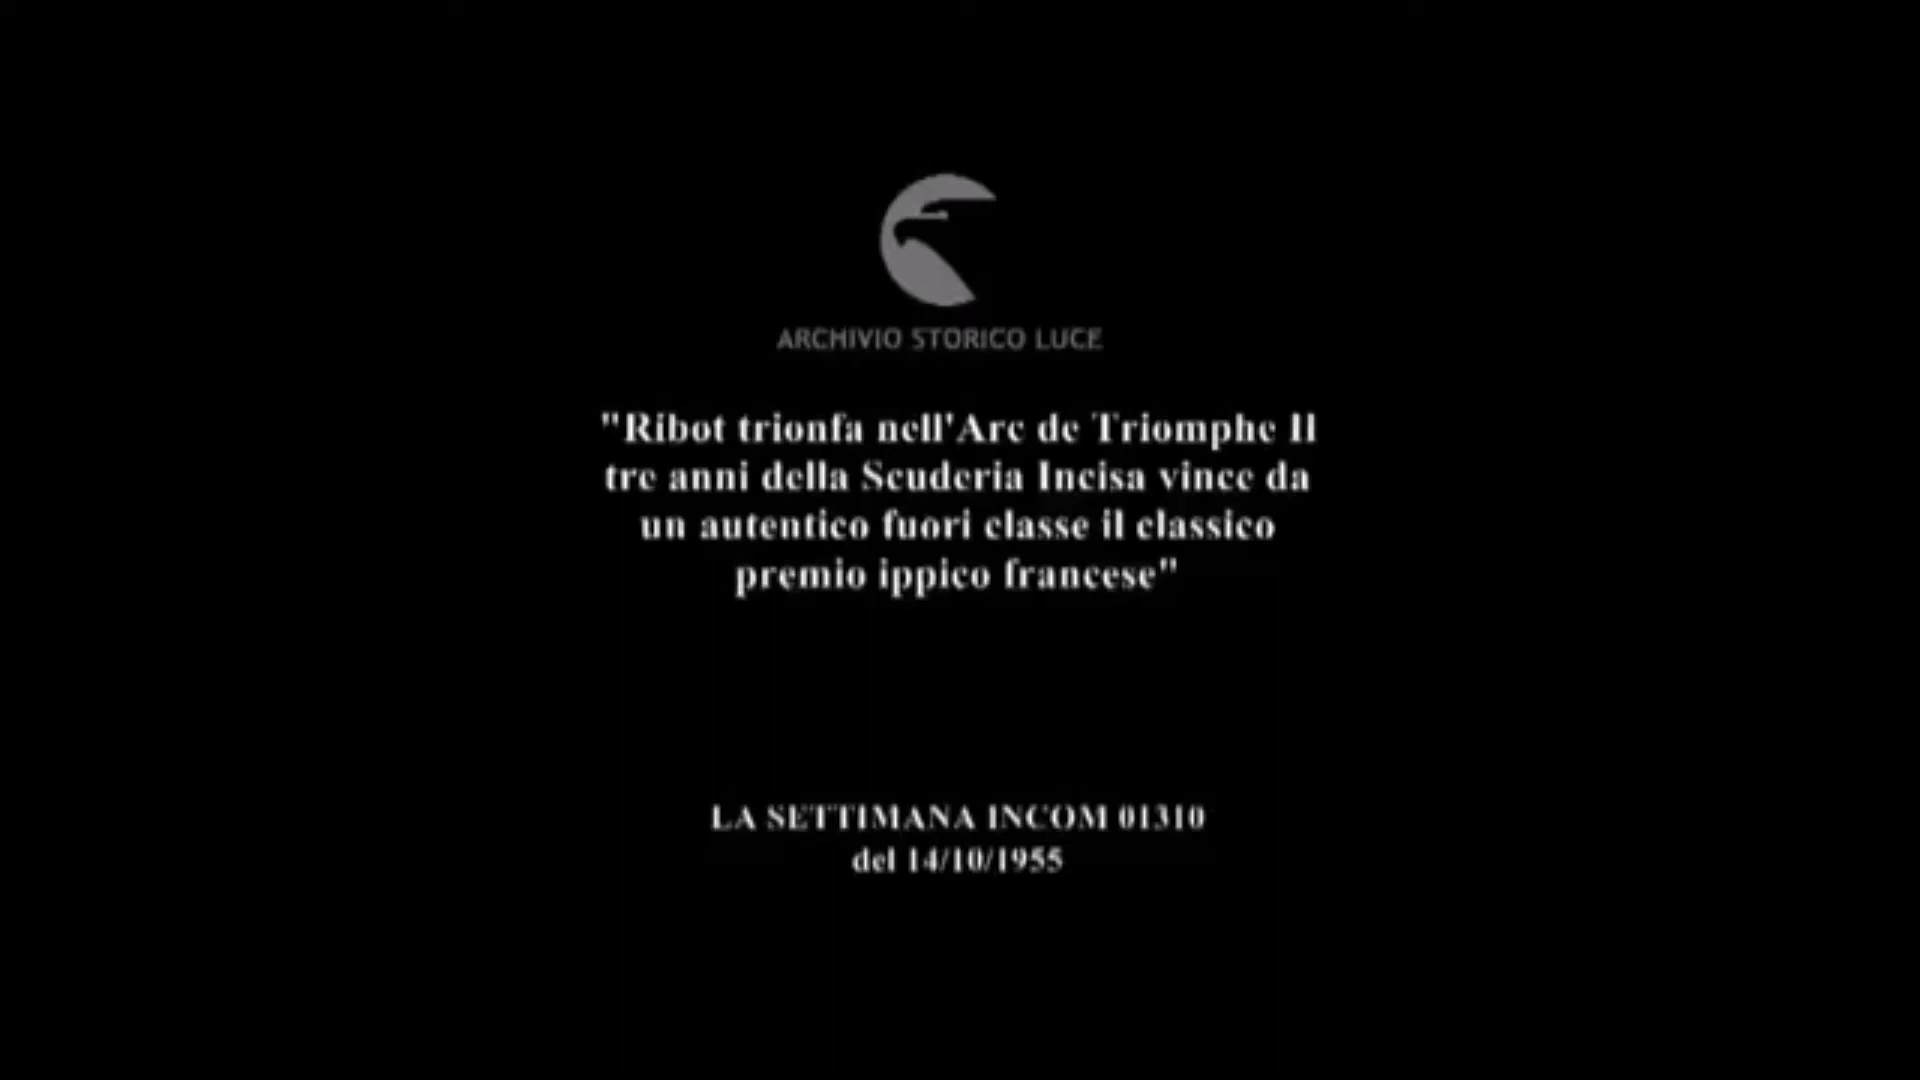 ARCHIVIO STORICO LUCE
"Ribot trionfa nell'Arc de Triomphe Il
tre anni della Scuderia Incisa vince da
un autentico fuori classe il classico
premio ippico francese"
LA SETTIMANA INCOM 01310
del 14/10/1955